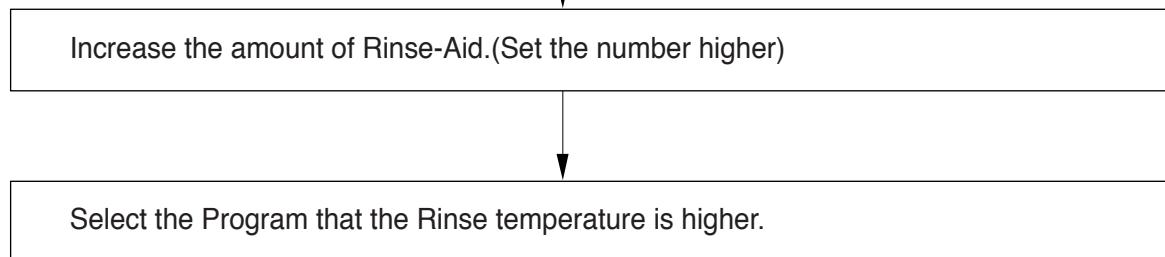 Increase the amount of Rinse-Aid.(Set the number higher)
Select the Program that the Rinse temperature is higher.